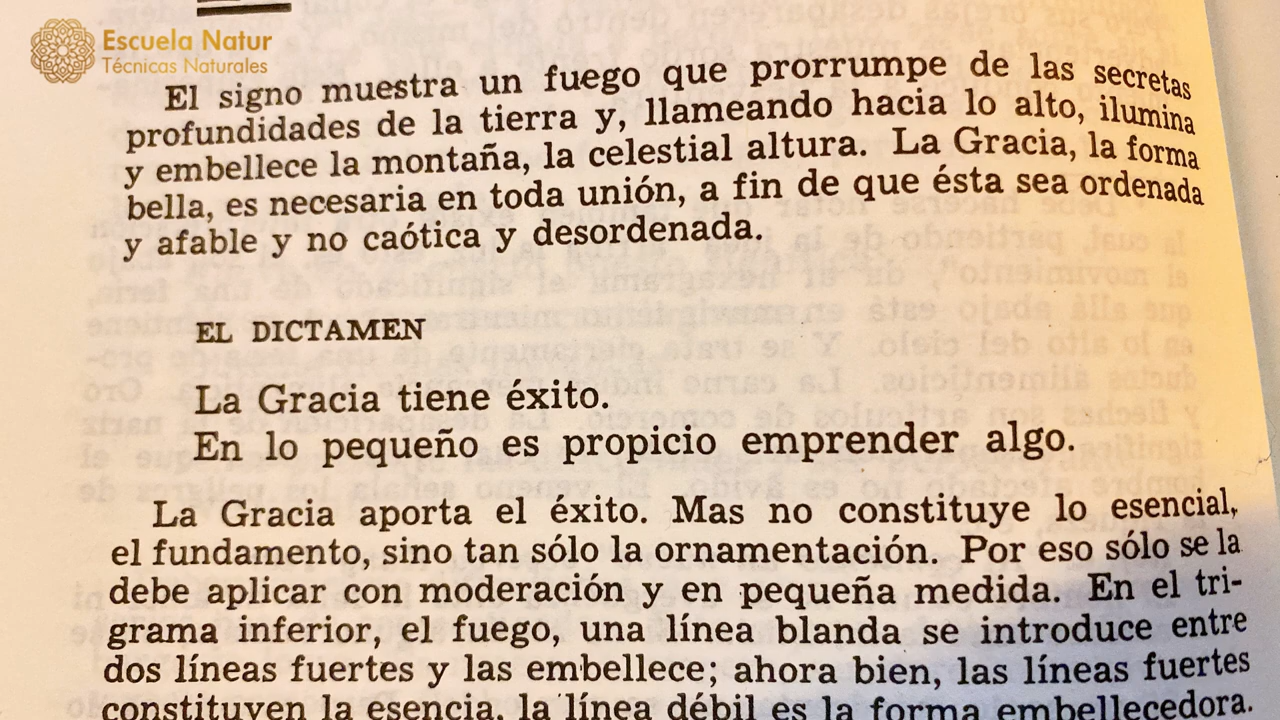 Escuela Natur
Técnicas Naturales
El signo muestra un fuego que prorrumpe de las secretas
profundidades de la tierra y, llameando hacia lo alto, ilumina
y embellece la montaña, la celestial altura. La Gracia, la forma
bella, es necesaria en toda unión, a fin de que ésta sea ordenada
y afable y no caótica y desordenada.
EL DICTAMEN
La Gracia tiene éxito.
En lo pequeño es propicio emprender algo.
La Gracia aporta el éxito. Mas no constituye lo esencial,
el fundamento, sino tan sólo la ornamentación. Por eso sólo se la
debe aplicar con moderación y en pequeña medida. En el tri-
grama inferior, el fuego, una línea blanda se introduce entre
dos líneas fuertes y las embellece; ahora bien, las líneas fuertes
constituyen la esencia, la línea débil es la forma embellecedora.